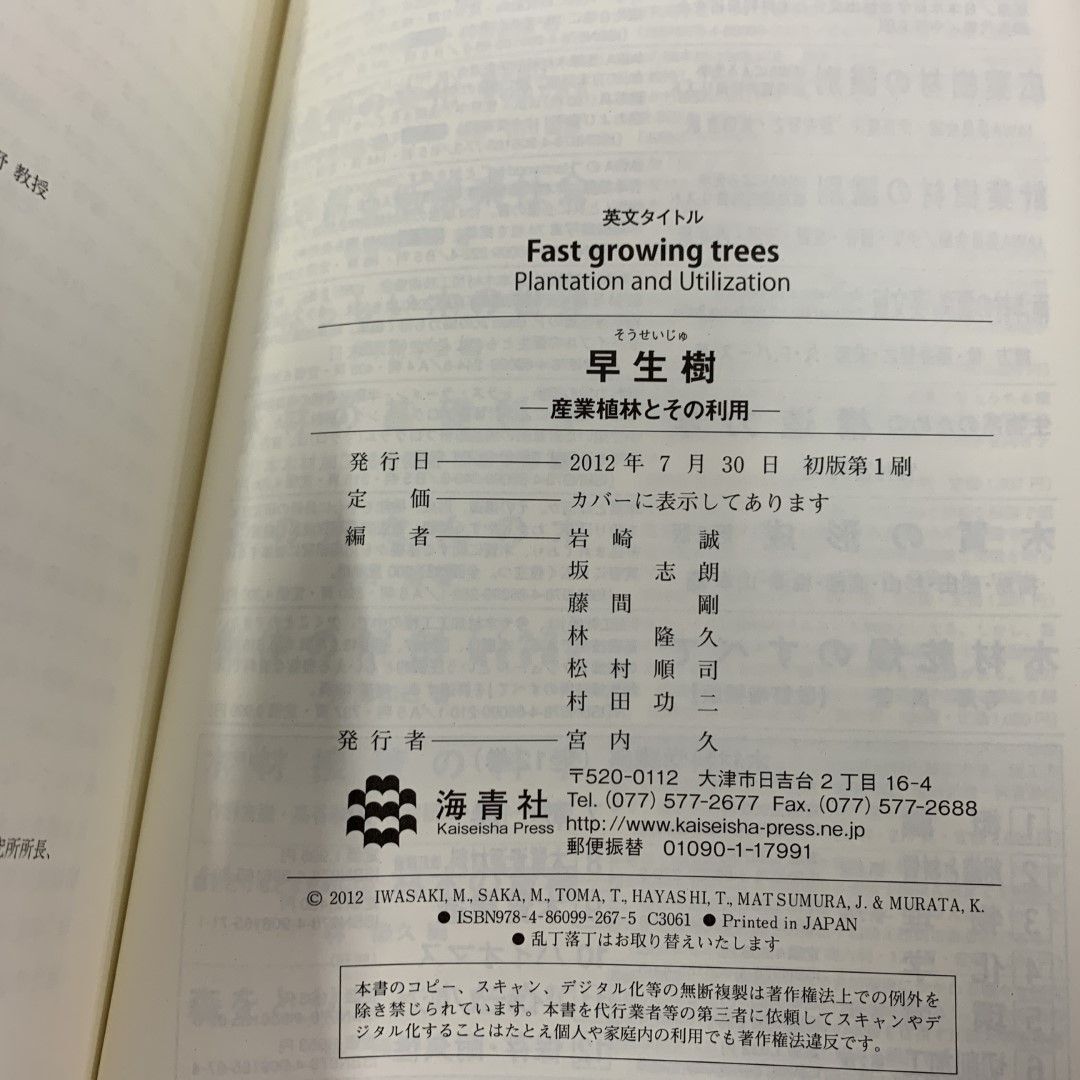 教授
所所長、
英文タイトル
Fast growing trees
Plantation and Utilization
そうせいじゅ
早生樹
―産業植林とその利用―
発行日 2012年7月30日 初版第1刷
定価 カバーに表示してあります
編者 岩崎誠
坂志朗
藤間剛
林隆久
松村順司
村田功二
発行者 宮内久
〒520-0112 大津市日吉台2丁目16-4
海青社 Tel. (077) 577-2677 Fax. (077) 577-2688
Kaiseisha Press http://www.kaiseisha-press.ne.jp
郵便振替 01090-1-17991
© 2012 IWASAKI, M., SAKA, M., TOMA, T., HAYASHI, T., MATSUMURA, J. & MURATA, K.
● ISBN978-4-86099-267-5 C3061 ● Printed in JAPAN
● 乱丁落丁はお取り替えいたします
本書のコピー、スキャン、デジタル化等の無断複製は著作権法上での例外を
除き禁じられています。本書を代行業者等の第三者に依頼してスキャンやデ
ジタル化することはたとえ個人や家庭内の利用でも著作権法違反です。